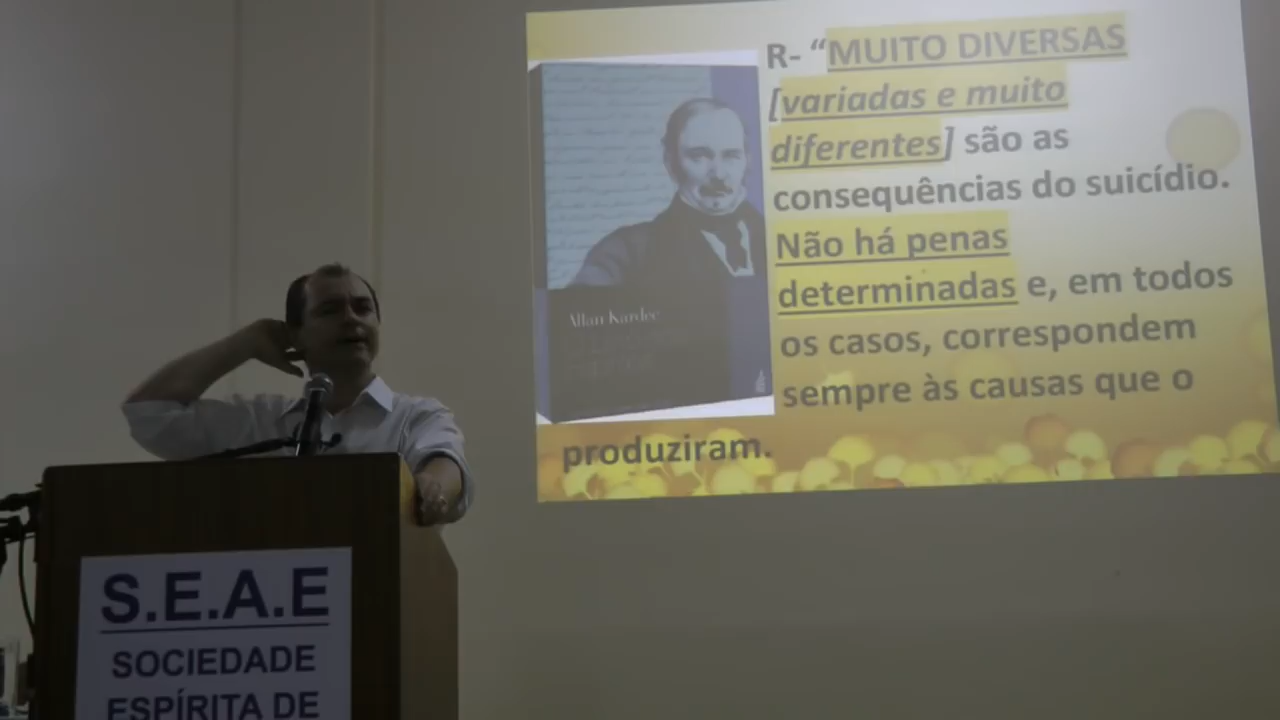 R- “MUITO DIVERSAS
[variadas e muito
diferentes] são as
consequências do suicídio.
Não há penas
determinadas e, em todos
os casos, correspondem
sempre às causas que o
produziram.
Allan Kardec
S.E.A.E
SOCIEDADE
ESPÍRITA DE